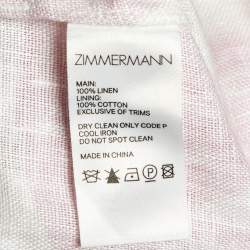 ZIMMERMANN
MAIN:
100% LINEN
LINING:
100% COTTON
EXCLUSIVE OF TRIMS
DRY CLEAN ONLY CODE P
COOL IRON
DO NOT SPOT CLEAN
MADE IN CHINA
P